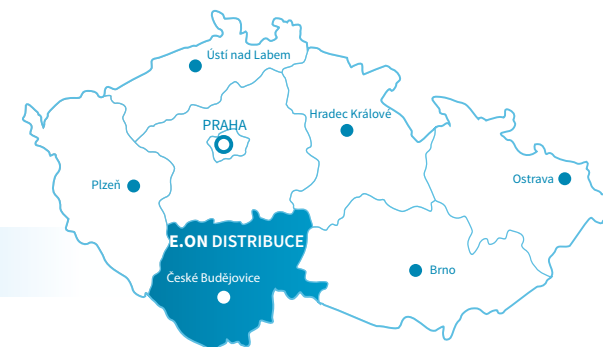 Ústí nad Labem
Hradec Králové
PRAHA
Plzeň
Ostrava
E.ON DISTRIBUCE
České Budějovice
Brno